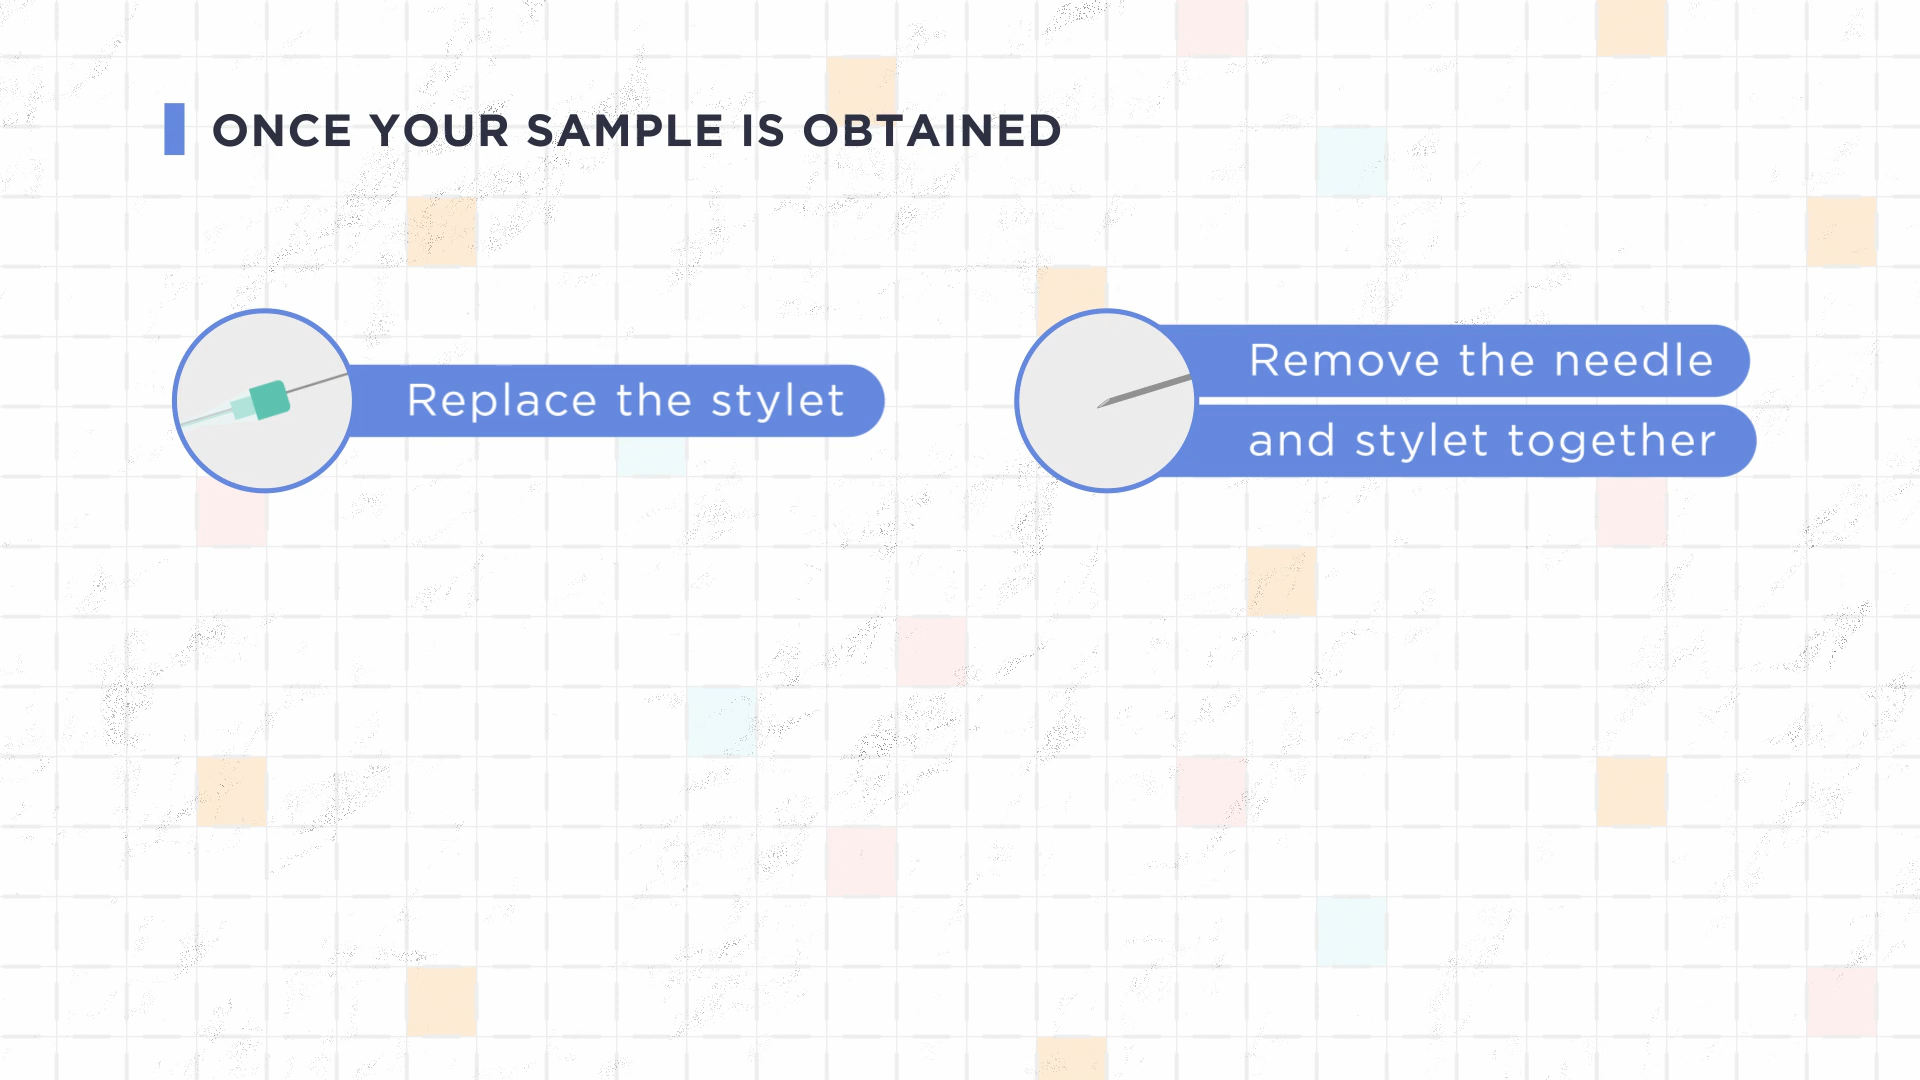 ONCE YOUR SAMPLE IS OBTAINED
Replace the stylet
Remove the needle
and stylet together